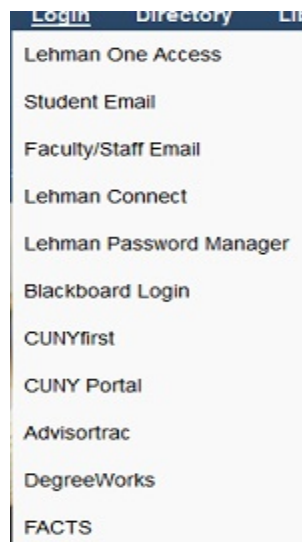 Login Directory
Lehman One Access
Student Email
Faculty/Staff Email
Lehman Connect
Lehman Password Manager
Blackboard Login
CUNYfirst
CUNY Portal
Advisortrac
DegreeWorks
FACTS